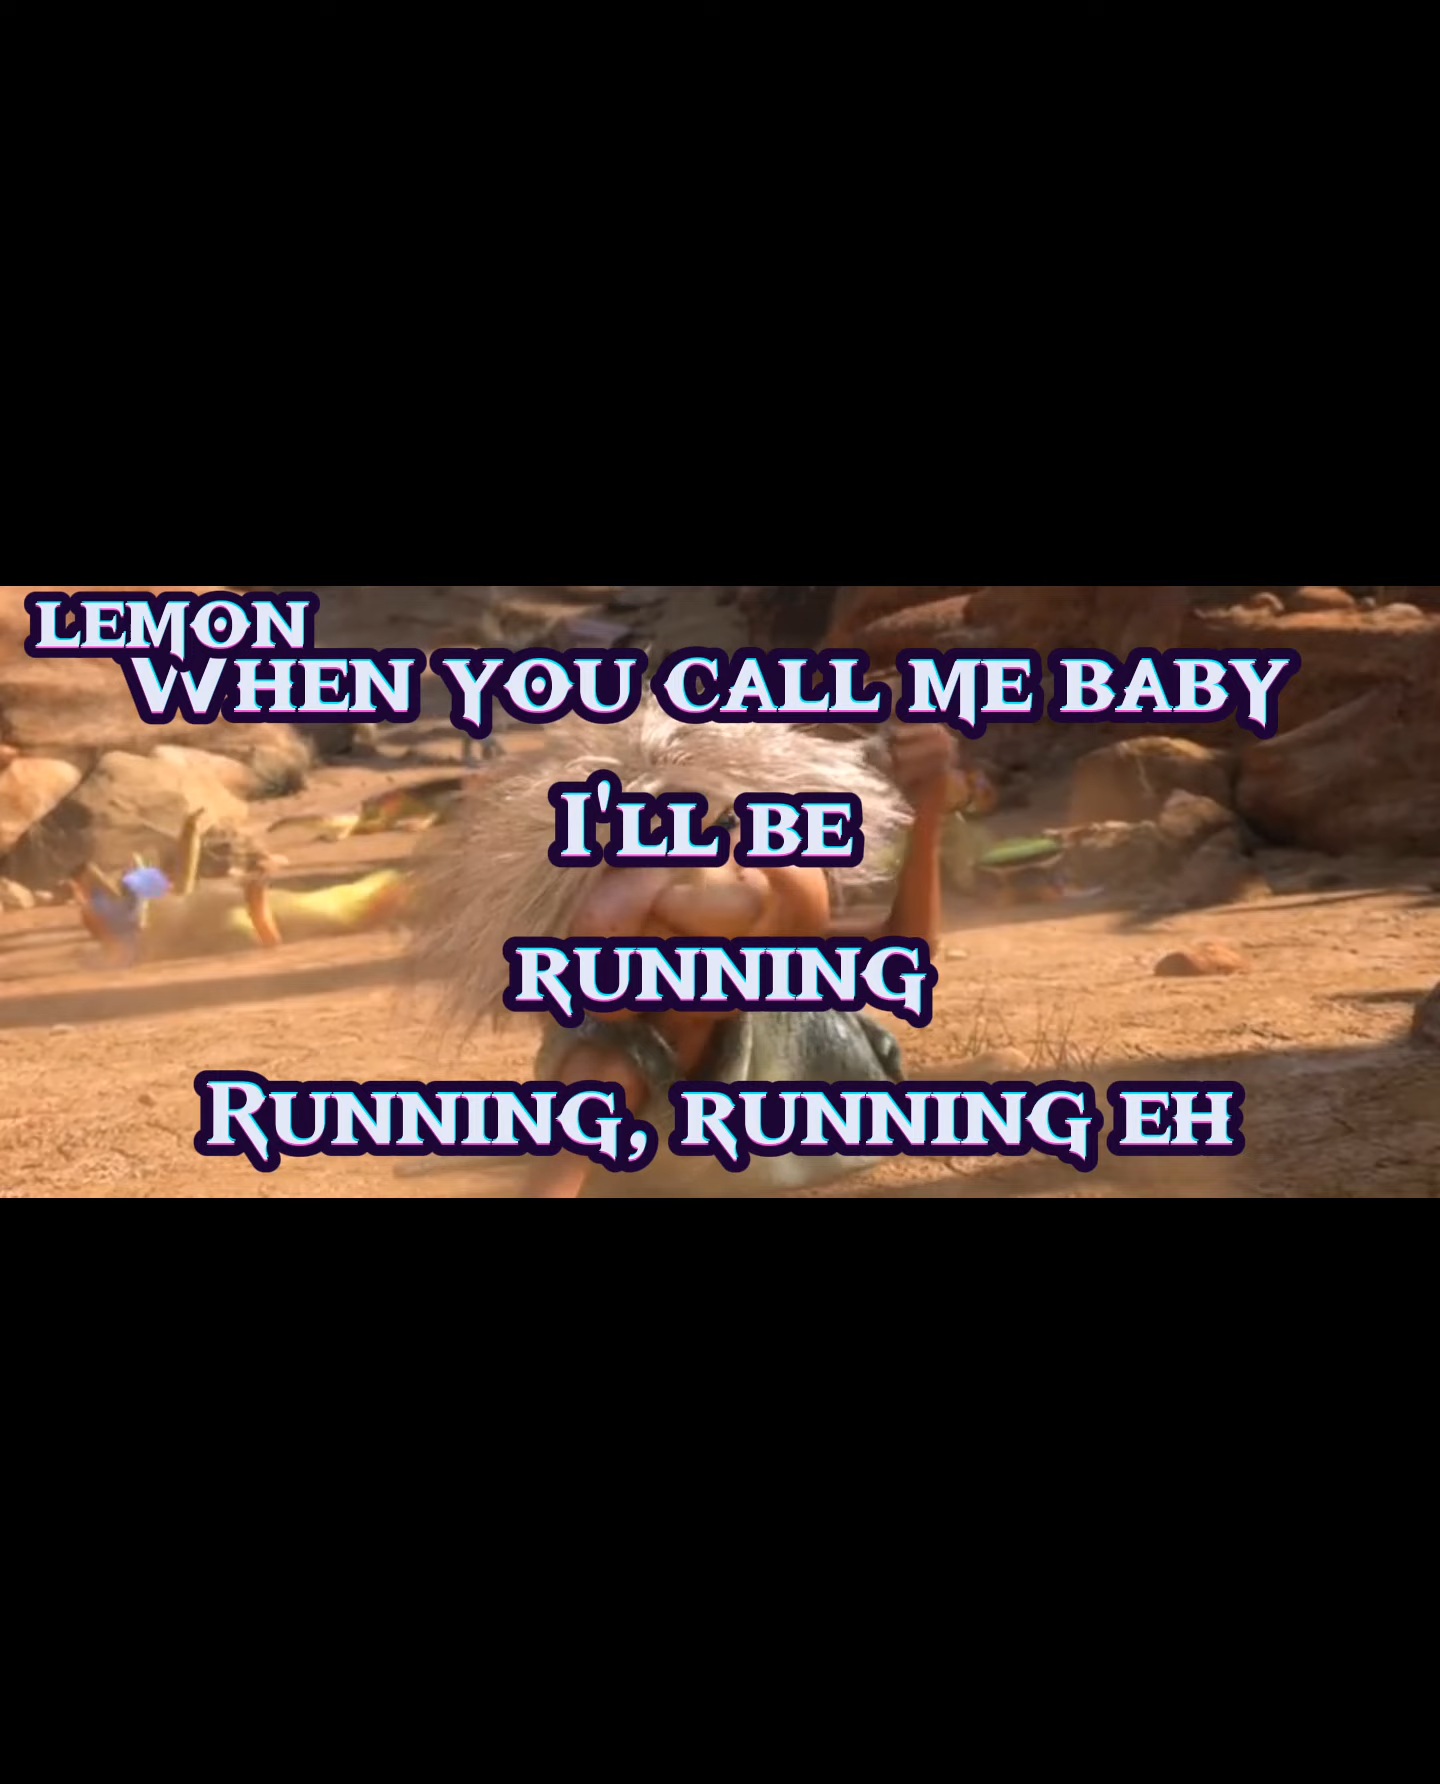 LEMON
WHEN YOU CALL ME BABY
I'LL BE
RUNNING
RUNNING, RUNNING EH